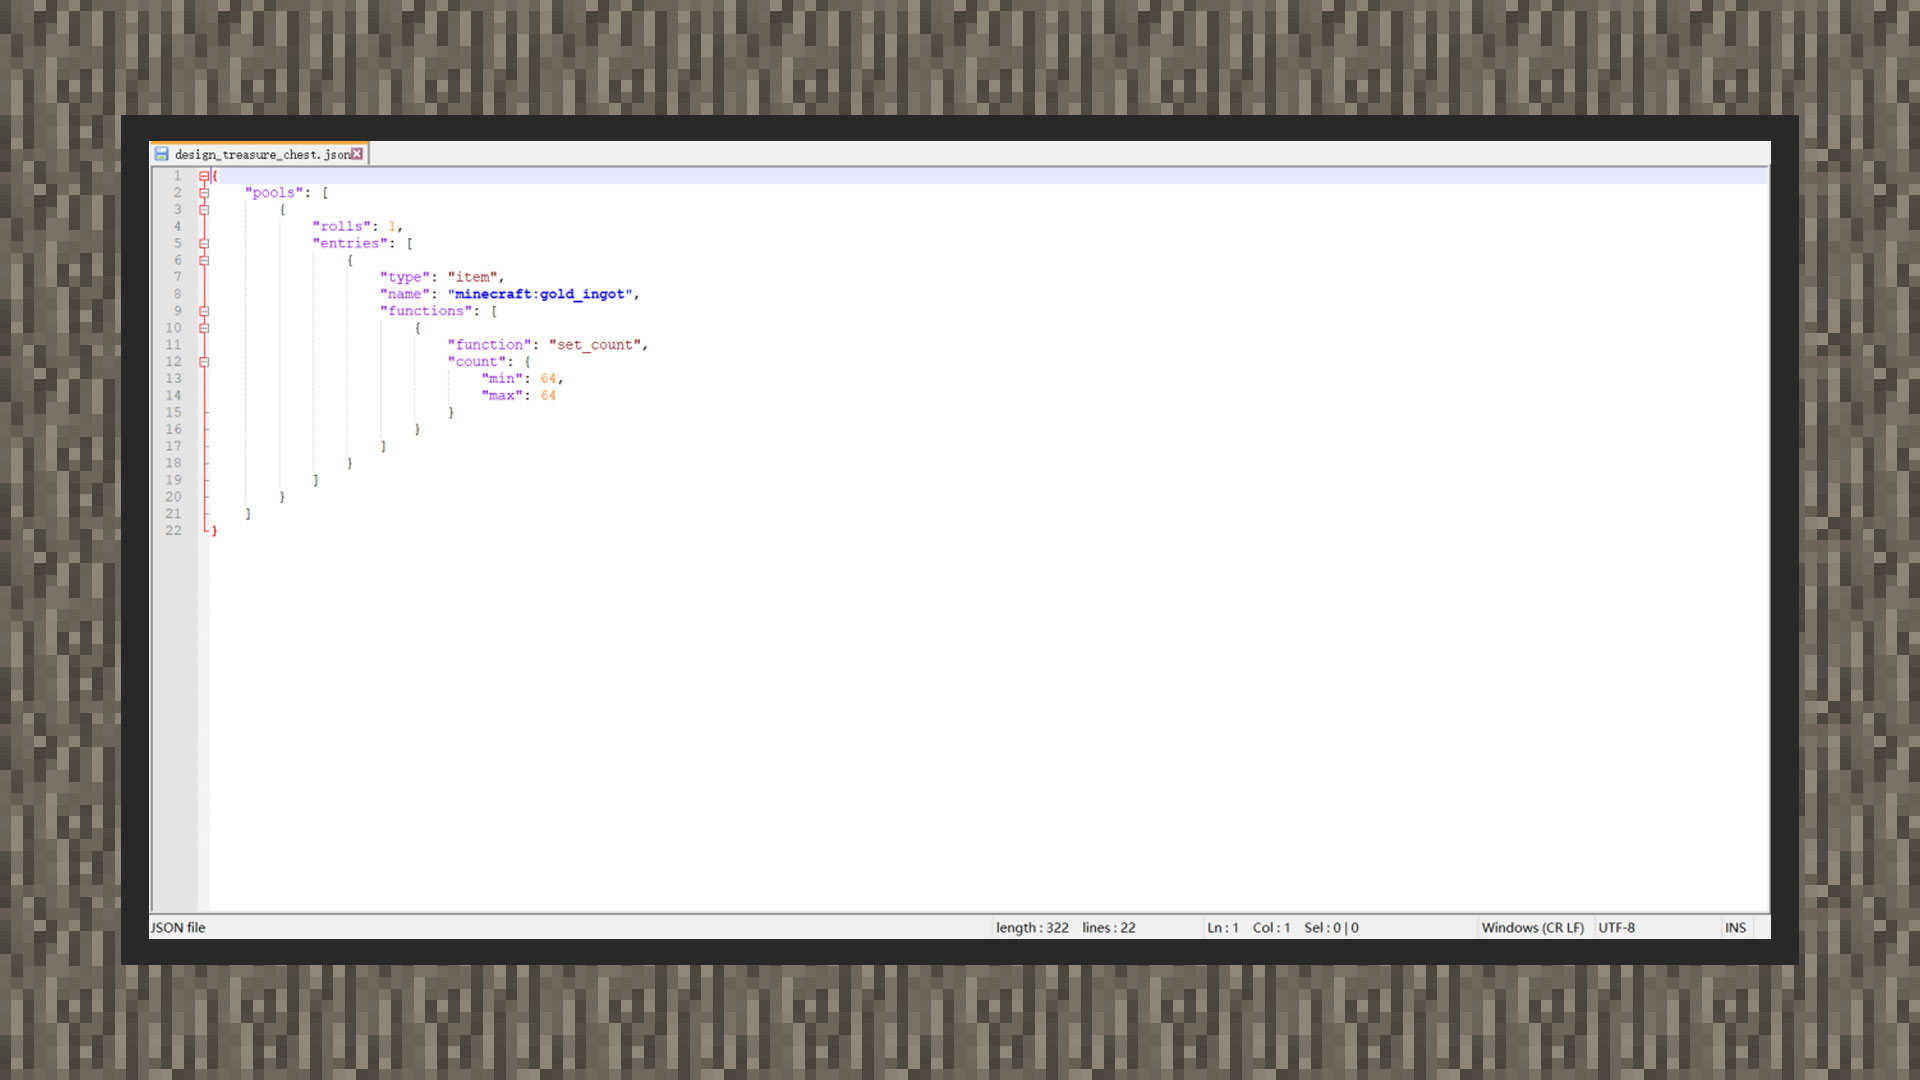 design_treasure_chest.json
1 {
2     "pools": [
3         {
4             "rolls": 1,
5             "entries": [
6                 {
7                     "type": "item",
8                     "name": "minecraft:gold_ingot",
9                     "functions": [
10                         {
11                             "function": "set_count",
12                             "count": {
13                                 "min": 64,
14                                 "max": 64
15                             }
16                         }
17                     ]
18                 }
19             ]
20         }
21     ]
22 }
JSON file length : 322 lines : 22 Ln : 1 Col : 1 Sel : 0 | 0 Windows (CR LF) UTF-8 INS